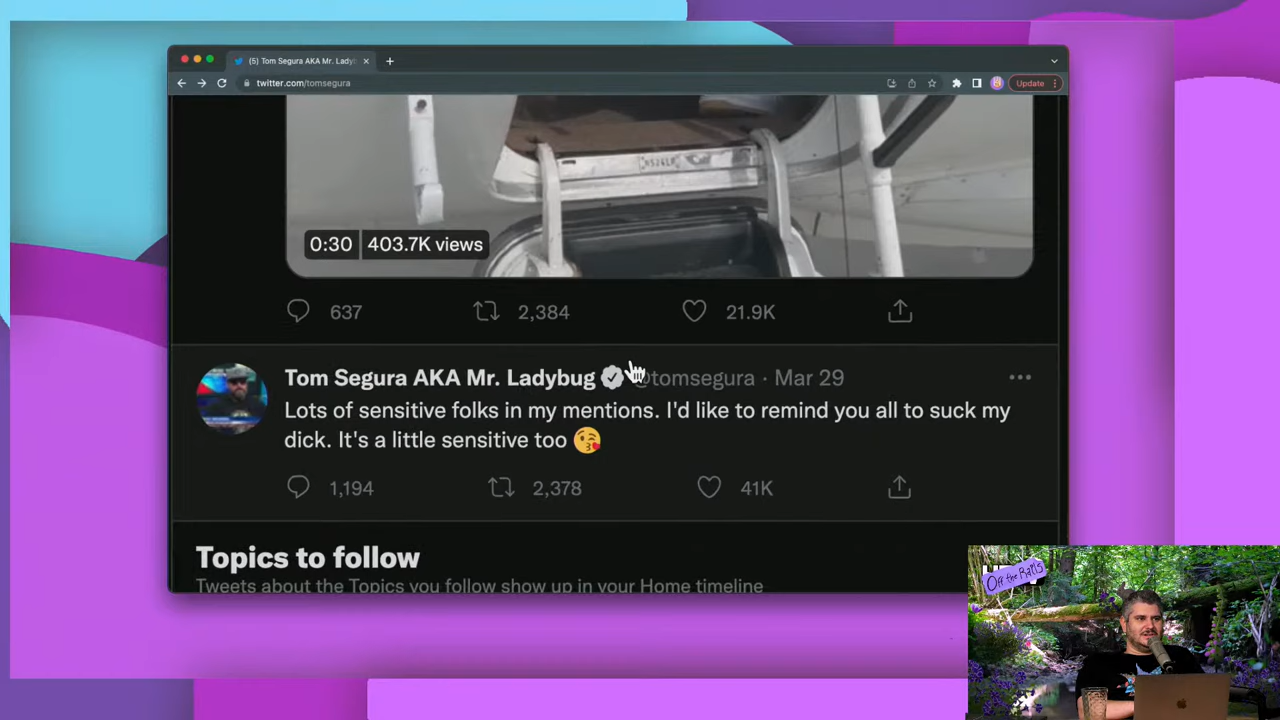 (5) Tom Segura AKA Mr. Ladyb
twitter.com/tomsegura
Update
0:30 403.7K views
637 2,384 21.9K
Tom Segura AKA Mr. Ladybug @tomsegura · Mar 29
Lots of sensitive folks in my mentions. I'd like to remind you all to suck my
dick. It's a little sensitive too 😘
1,194 2,378 41K
Topics to follow
Tweets about the Topics you follow show up in your Home timeline
Off the Rails